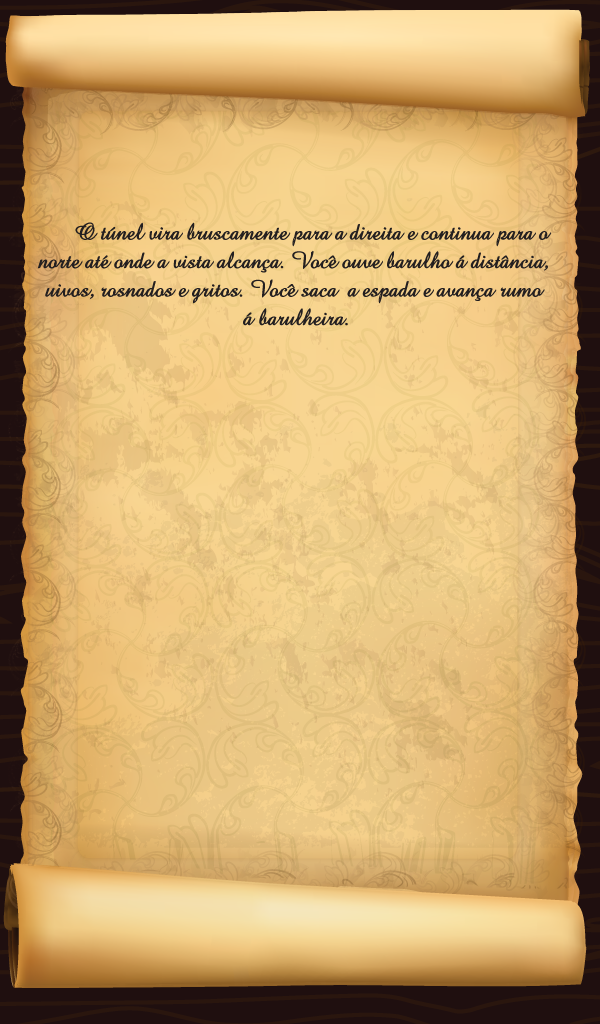 O túnel vira bruscamente para a direita e continua para o
norte até onde a vista alcança. Você ouve barulho á distância,
uivos, rosnados e gritos. Você saca a espada e avança rumo
á barulheira.